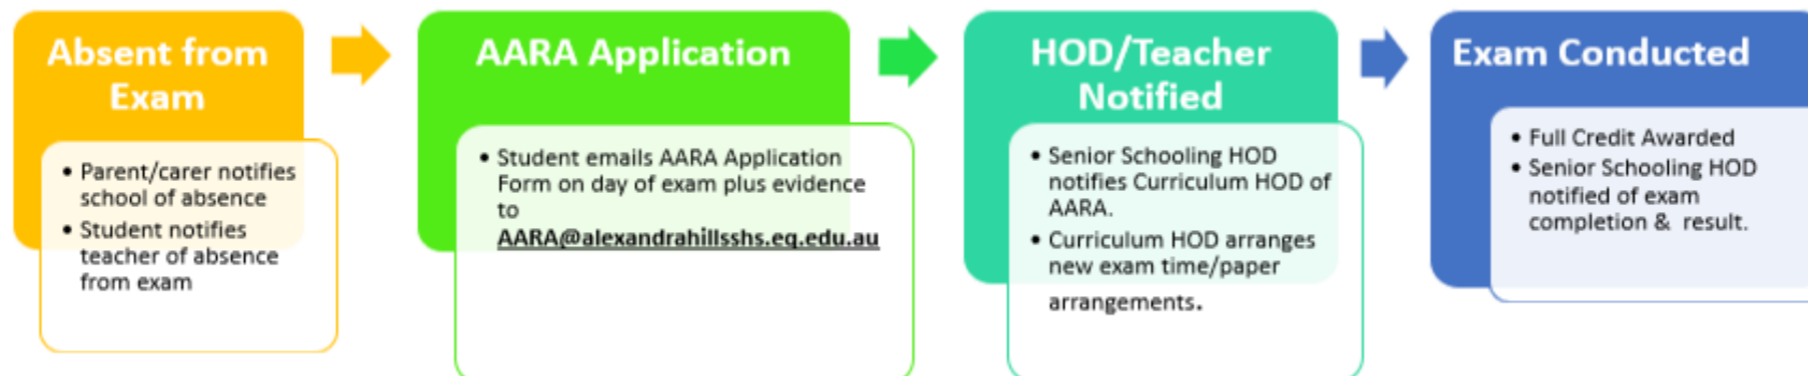 Absent from
Exam
• Parent/carer notifies
school of absence
• Student notifies
teacher of absence
from exam
AARA Application
• Student emails AARA Application
Form on day of exam plus evidence
to
AARA@alexandrahillsshs.eq.edu.au
HOD/Teacher
Notified
• Senior Schooling HOD
notifies Curriculum HOD of
AARA.
• Curriculum HOD arranges
new exam time/paper
arrangements.
Exam Conducted
• Full Credit Awarded
• Senior Schooling HOD
notified of exam
completion & result.